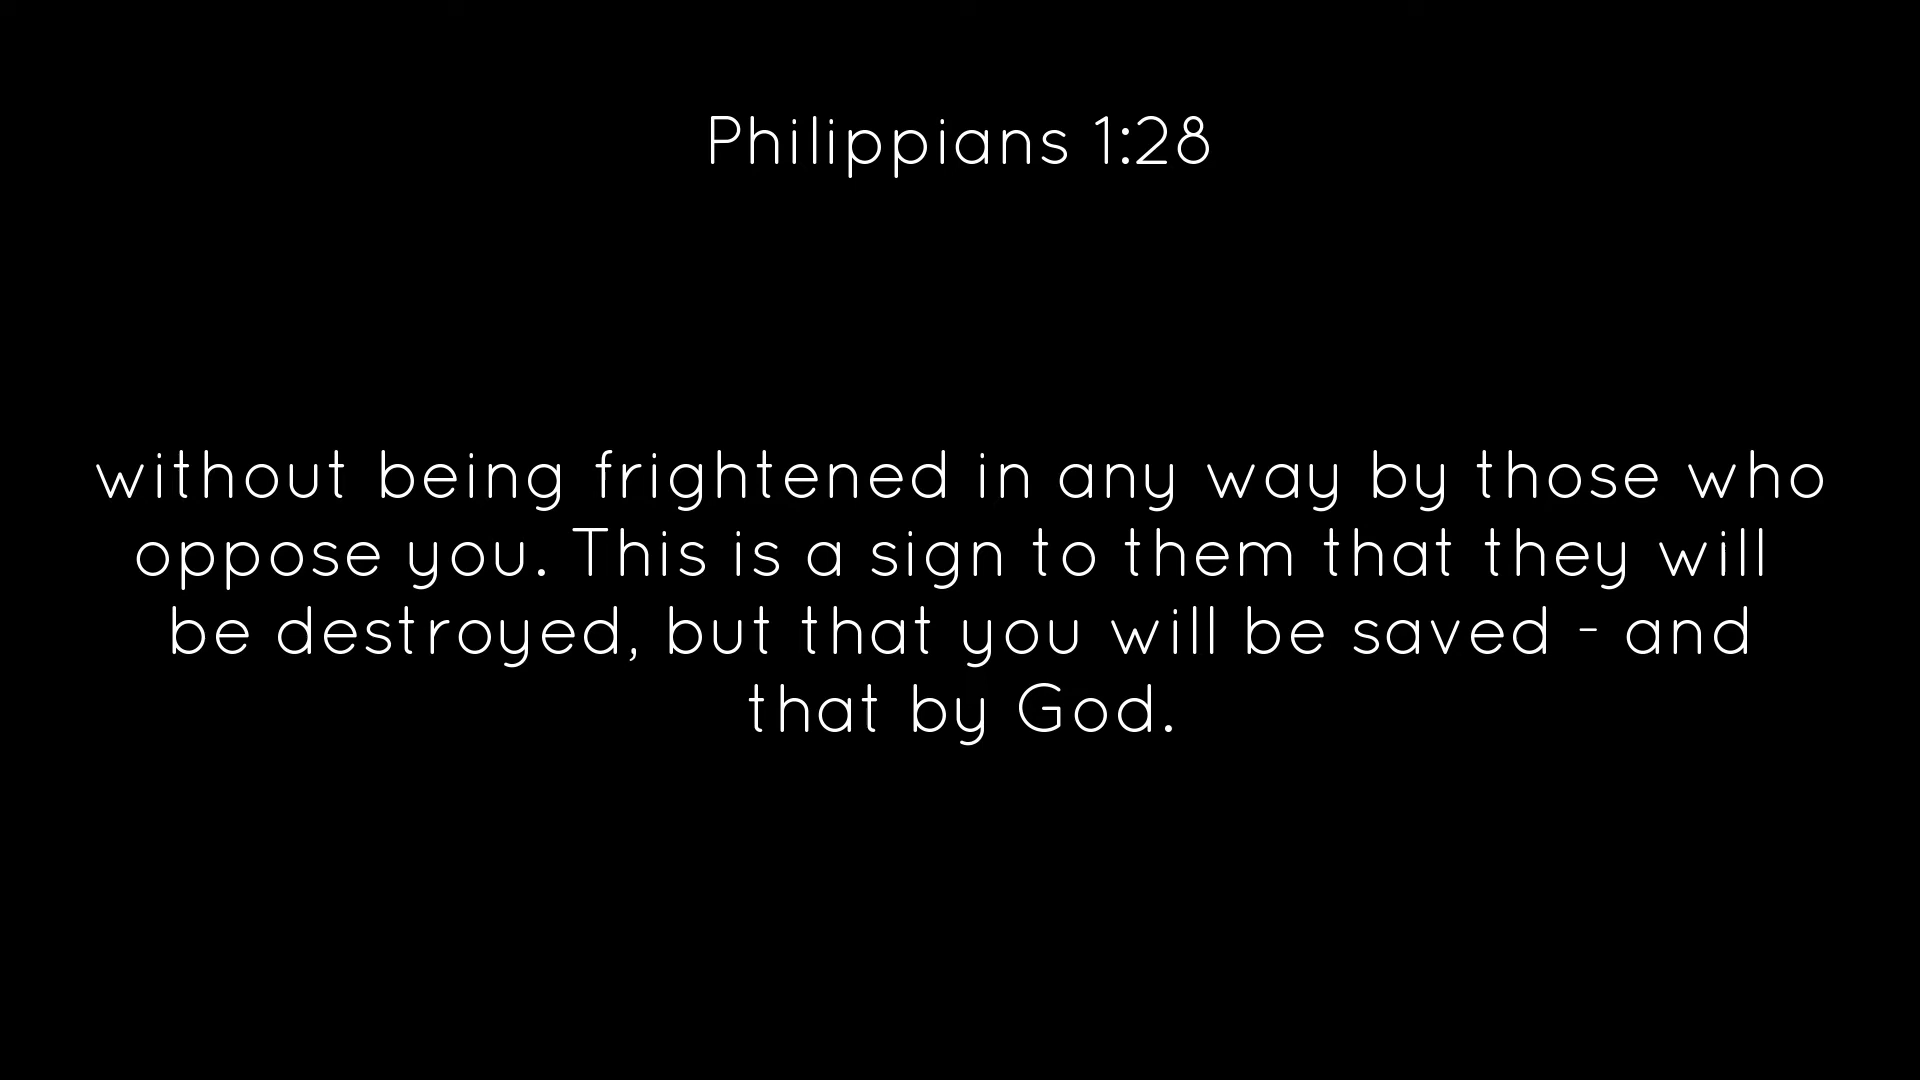 Philippians 1:28
without being frightened in any way by those who
oppose you. This is a sign to them that they will
be destroyed, but that you will be saved - and
that by God.